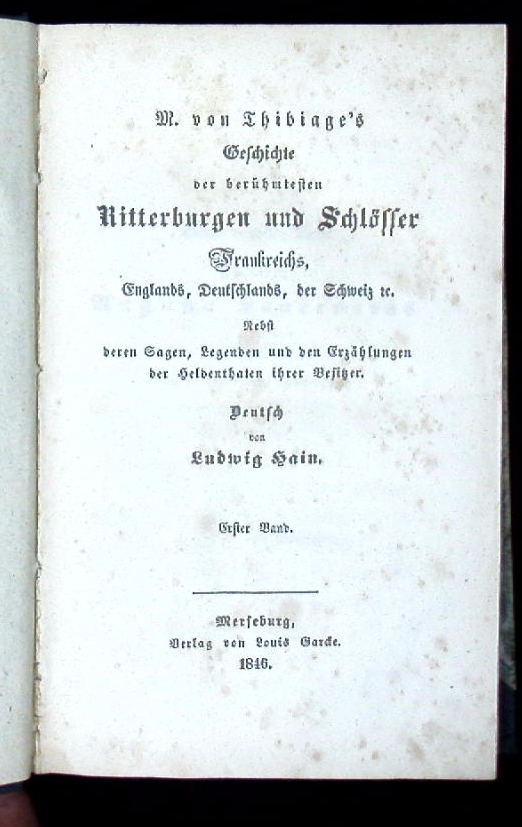 M. von Thibiage's
Geschichte
der berühmtesten
Ritterburgen und Schlösser
Frankreichs,
Englands, Deutschlands, der Schweiz ꝛc.
Nebst
deren Sagen, Legenden und den Erzählungen
der Heldenthaten ihrer Besitzer.
Deutsch
von
Ludwig Hain.
Erster Band.
Merseburg,
Verlag von Louis Garcke.
1846.